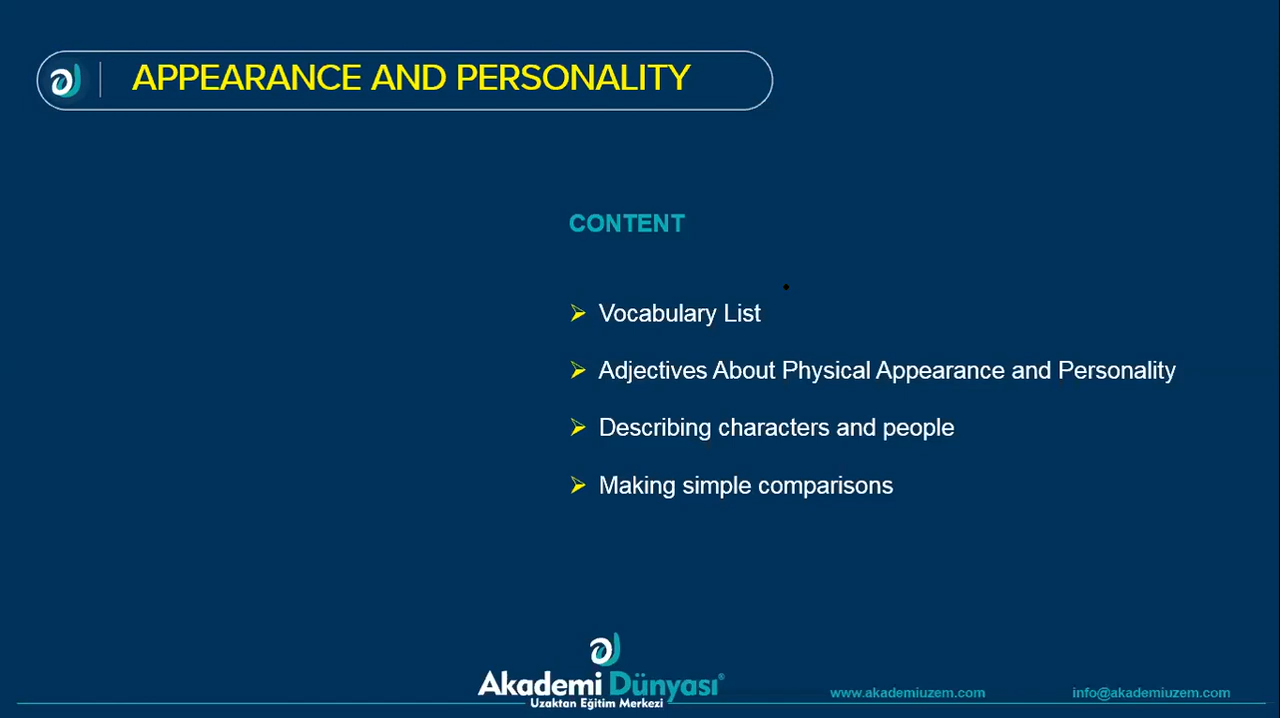 APPEARANCE AND PERSONALITY
CONTENT
Vocabulary List
Adjectives About Physical Appearance and Personality
Describing characters and people
Making simple comparisons
Akademi Dünyası®
Uzaktan Eğitim Merkezi
www.akademiuzem.com
info@akademiuzem.com